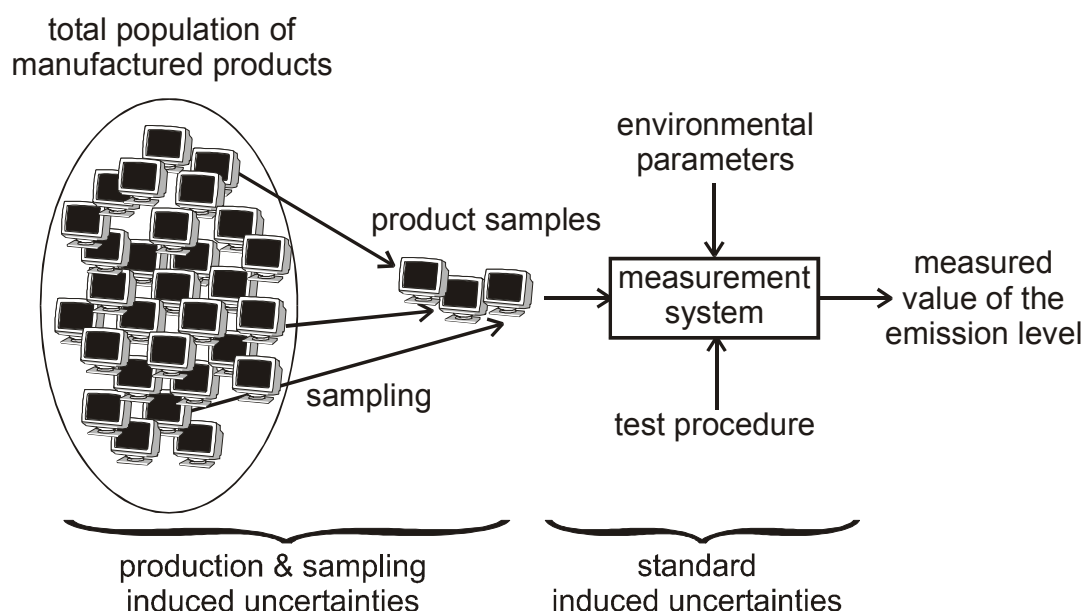 total population of
manufactured products
environmental
parameters
product samples
measurement
system
measured
value of the
emission level
sampling
test procedure
production & sampling
induced uncertainties
standard
induced uncertainties